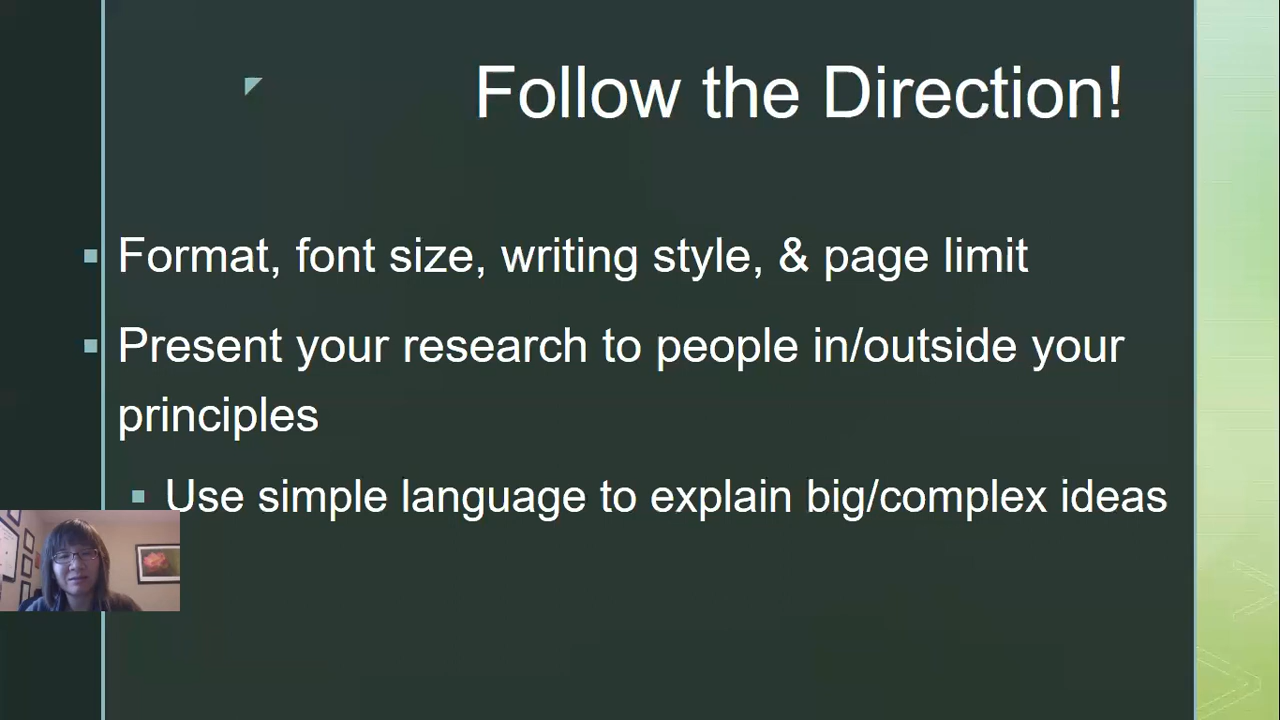 Follow the Direction!
Format, font size, writing style, & page limit
Present your research to people in/outside your
principles
Use simple language to explain big/complex ideas